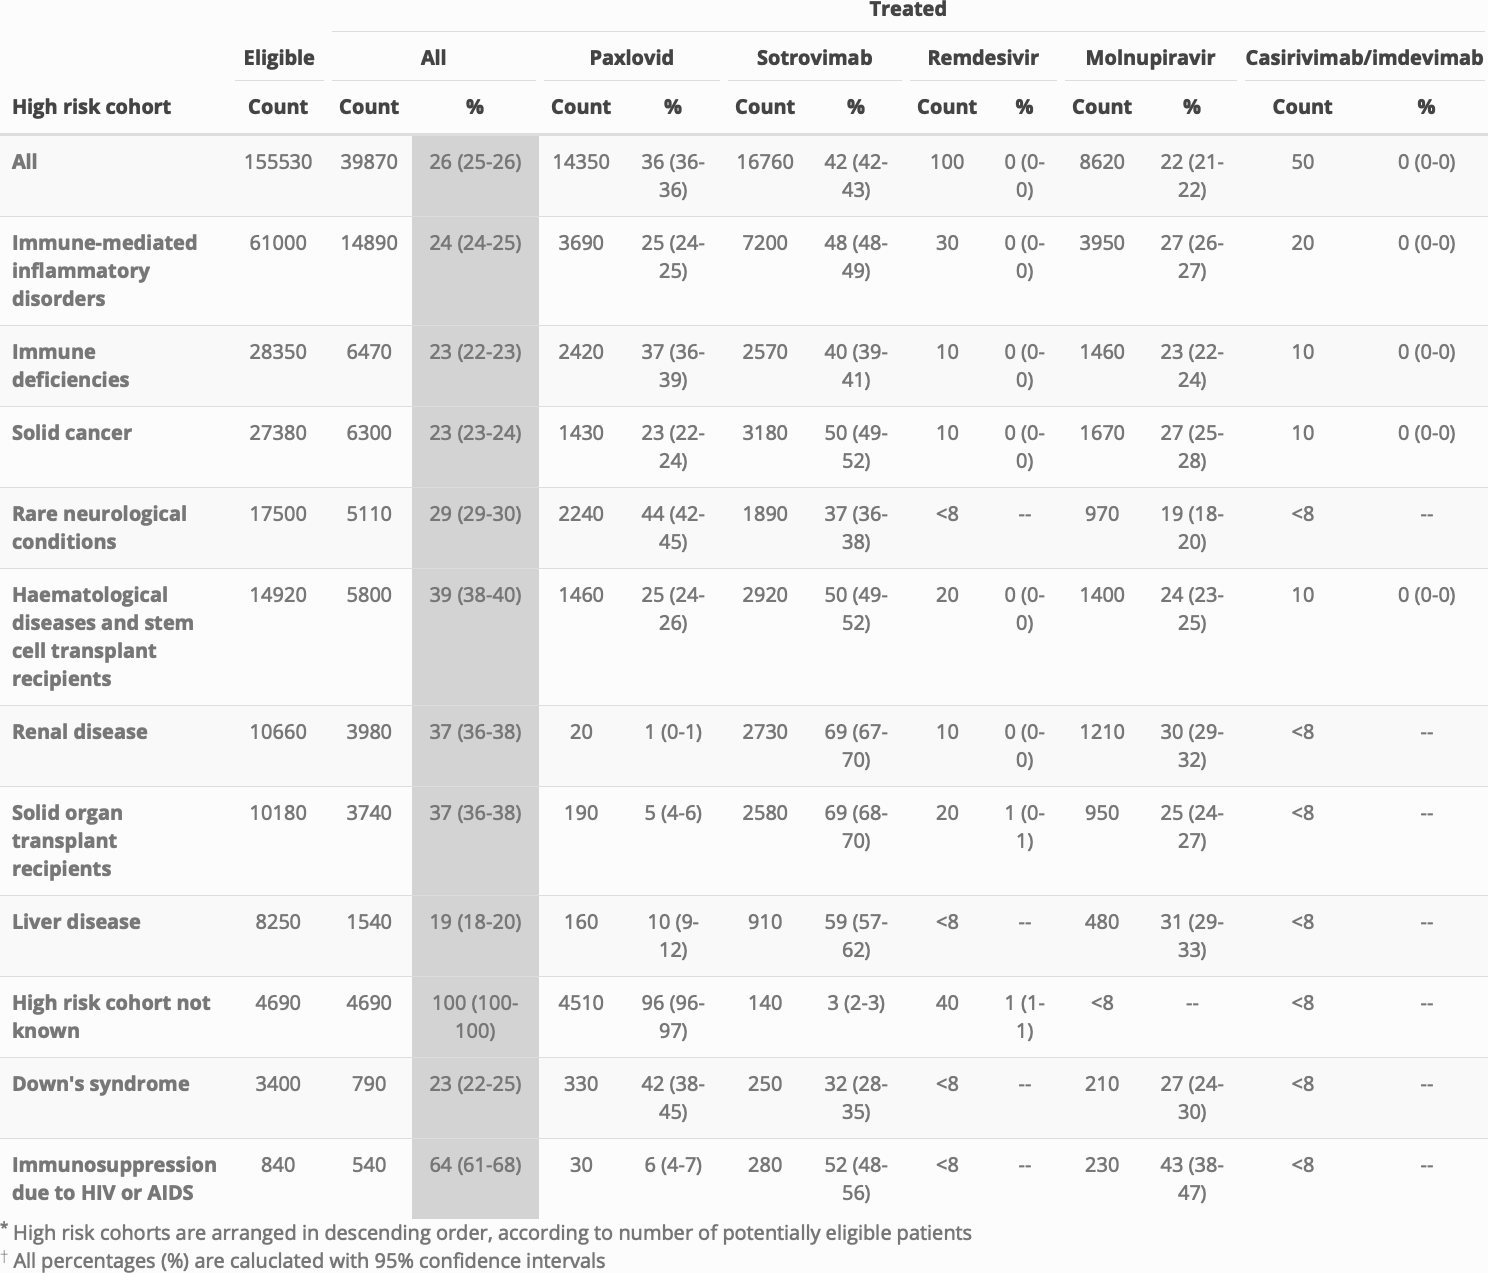 Treated
Eligible All Paxlovid Sotrovimab Remdesivir Molnupiravir Casirivimab/imdevimab
High risk cohort Count Count % Count % Count % Count % Count % Count %
All 155530 39870 26 (25-26) 14350 36 (36- 16760 42 (42- 100 0 (0- 8620 22 (21- 50 0 (0-0)
36) 43) 0) 22)
Immune-mediated 61000 14890 24 (24-25) 3690 25 (24- 7200 48 (48- 30 0 (0- 3950 27 (26- 20 0 (0-0)
inflammatory 25) 49) 0) 27)
disorders
Immune 28350 6470 23 (22-23) 2420 37 (36- 2570 40 (39- 10 0 (0- 1460 23 (22- 10 0 (0-0)
deficiencies 39) 41) 0) 24)
Solid cancer 27380 6300 23 (23-24) 1430 23 (22- 3180 50 (49- 10 0 (0- 1670 27 (25- 10 0 (0-0)
24) 52) 0) 28)
Rare neurological 17500 5110 29 (29-30) 2240 44 (42- 1890 37 (36- <8 -- 970 19 (18- <8 --
conditions 45) 38) 20)
Haematological 14920 5800 39 (38-40) 1460 25 (24- 2920 50 (49- 20 0 (0- 1400 24 (23- 10 0 (0-0)
diseases and stem 26) 52) 0) 25)
cell transplant
recipients
Renal disease 10660 3980 37 (36-38) 20 1 (0-1) 2730 69 (67- 10 0 (0- 1210 30 (29- <8 --
70) 0) 32)
Solid organ 10180 3740 37 (36-38) 190 5 (4-6) 2580 69 (68- 20 1 (0- 950 25 (24- <8 --
transplant 70) 1) 27)
recipients
Liver disease 8250 1540 19 (18-20) 160 10 (9- 910 59 (57- <8 -- 480 31 (29- <8 --
12) 62) 33)
High risk cohort not 4690 4690 100 (100- 4510 96 (96- 140 3 (2-3) 40 1 (1- <8 -- <8 --
known 100) 97) 1)
Down's syndrome 3400 790 23 (22-25) 330 42 (38- 250 32 (28- <8 -- 210 27 (24- <8 --
45) 35) 30)
Immunosuppression 840 540 64 (61-68) 30 6 (4-7) 280 52 (48- <8 -- 230 43 (38- <8 --
due to HIV or AIDS 56) 47)
* High risk cohorts are arranged in descending order, according to number of potentially eligible patients
† All percentages (%) are caluclated with 95% confidence intervals